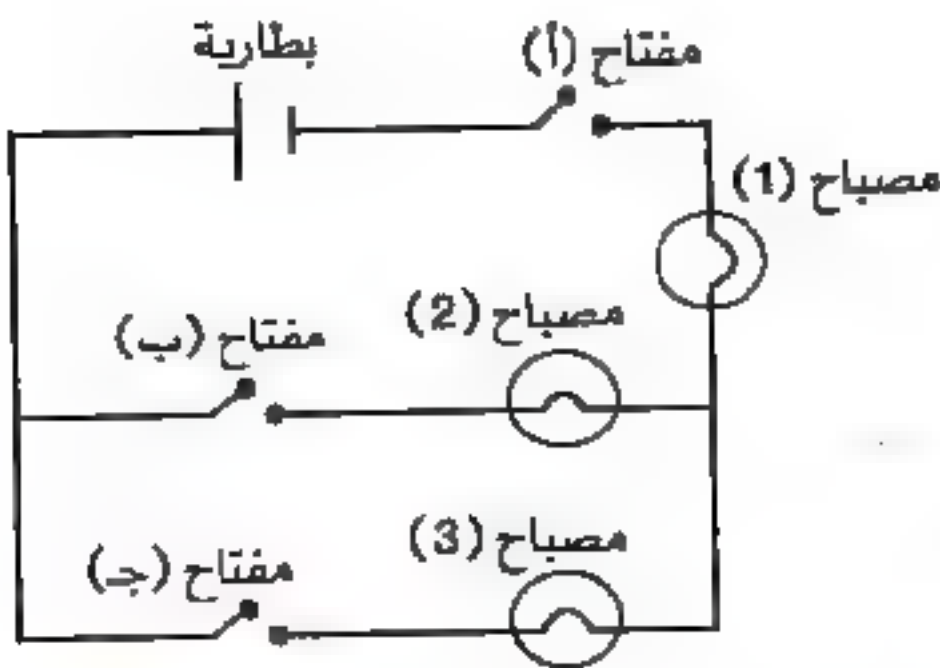 بطارية
مفتاح (أ)
مصباح (1)
مصباح (2)
مفتاح (ب)
مصباح (3)
مفتاح (جـ)